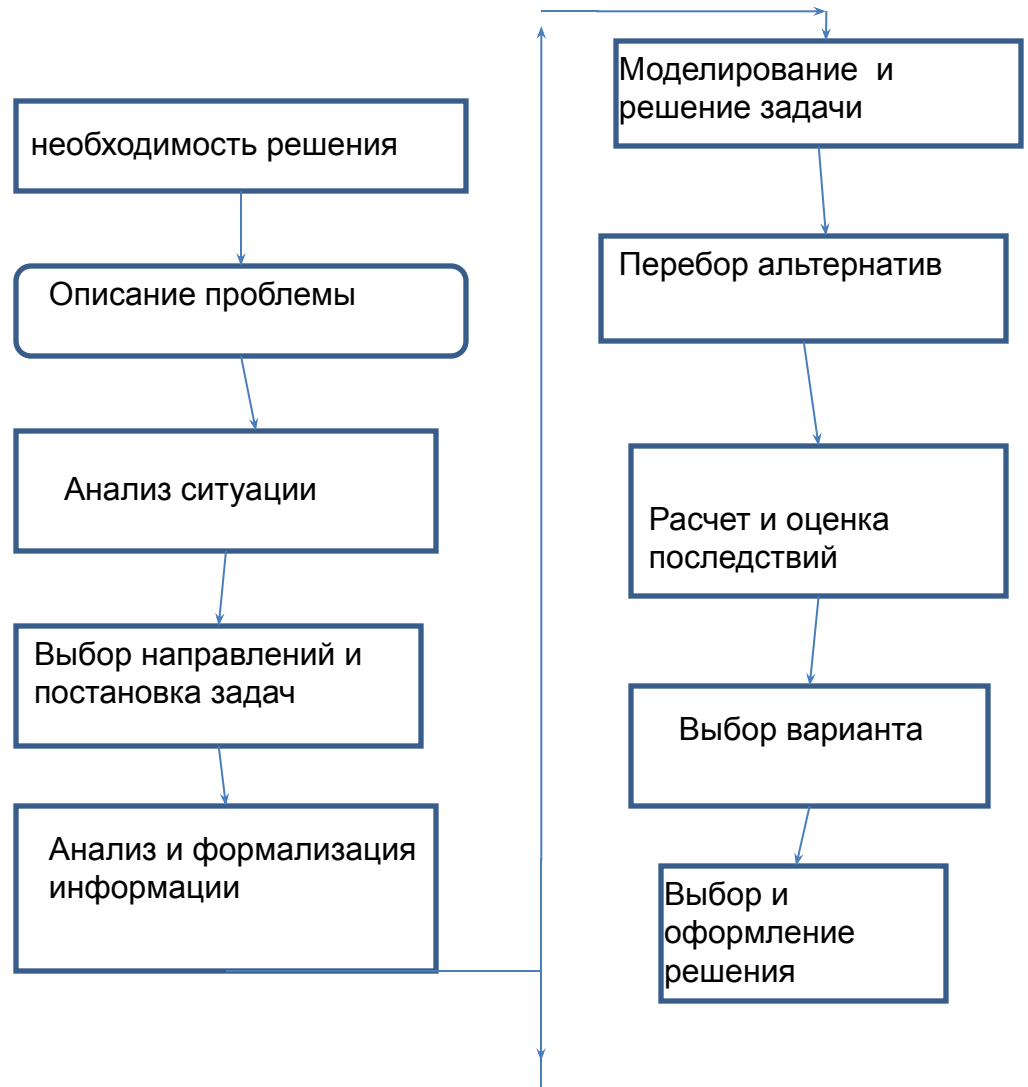 необходимость решения
Описание проблемы
Анализ ситуации
Выбор направлений и
постановка задач
Анализ и формализация
информации
Моделирование и
решение задачи
Перебор альтернатив
Расчет и оценка
последствий
Выбор варианта
Выбор и
оформление
решения